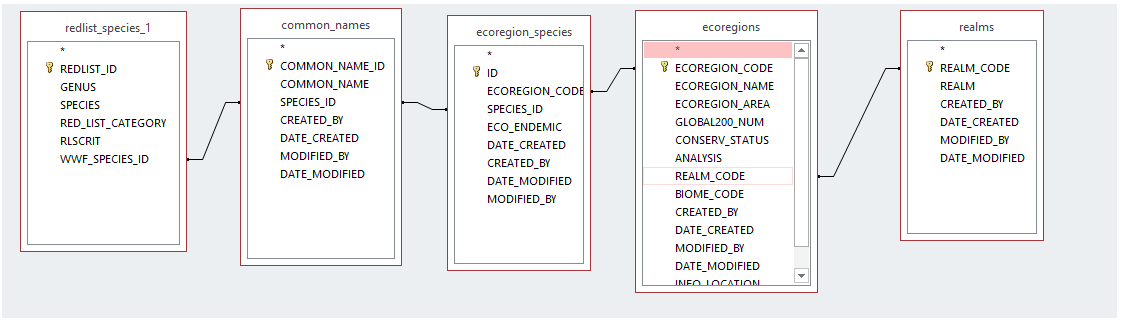 redlist_species_1
*
REDLIST_ID
GENUS
SPECIES
RED_LIST_CATEGORY
RLSCRIT
WWF_SPECIES_ID
common_names
*
COMMON_NAME_ID
COMMON_NAME
SPECIES_ID
CREATED_BY
DATE_CREATED
MODIFIED_BY
DATE_MODIFIED
ecoregion_species
*
ID
ECOREGION_CODE
SPECIES_ID
ECO_ENDEMIC
DATE_CREATED
CREATED_BY
DATE_MODIFIED
MODIFIED_BY
ecoregions
*
ECOREGION_CODE
ECOREGION_NAME
ECOREGION_AREA
GLOBAL200_NUM
CONSERV_STATUS
ANALYSIS
REALM_CODE
BIOME_CODE
CREATED_BY
DATE_CREATED
MODIFIED_BY
DATE_MODIFIED
INFO_LOCATION
realms
*
REALM_CODE
REALM
CREATED_BY
DATE_CREATED
MODIFIED_BY
DATE_MODIFIED